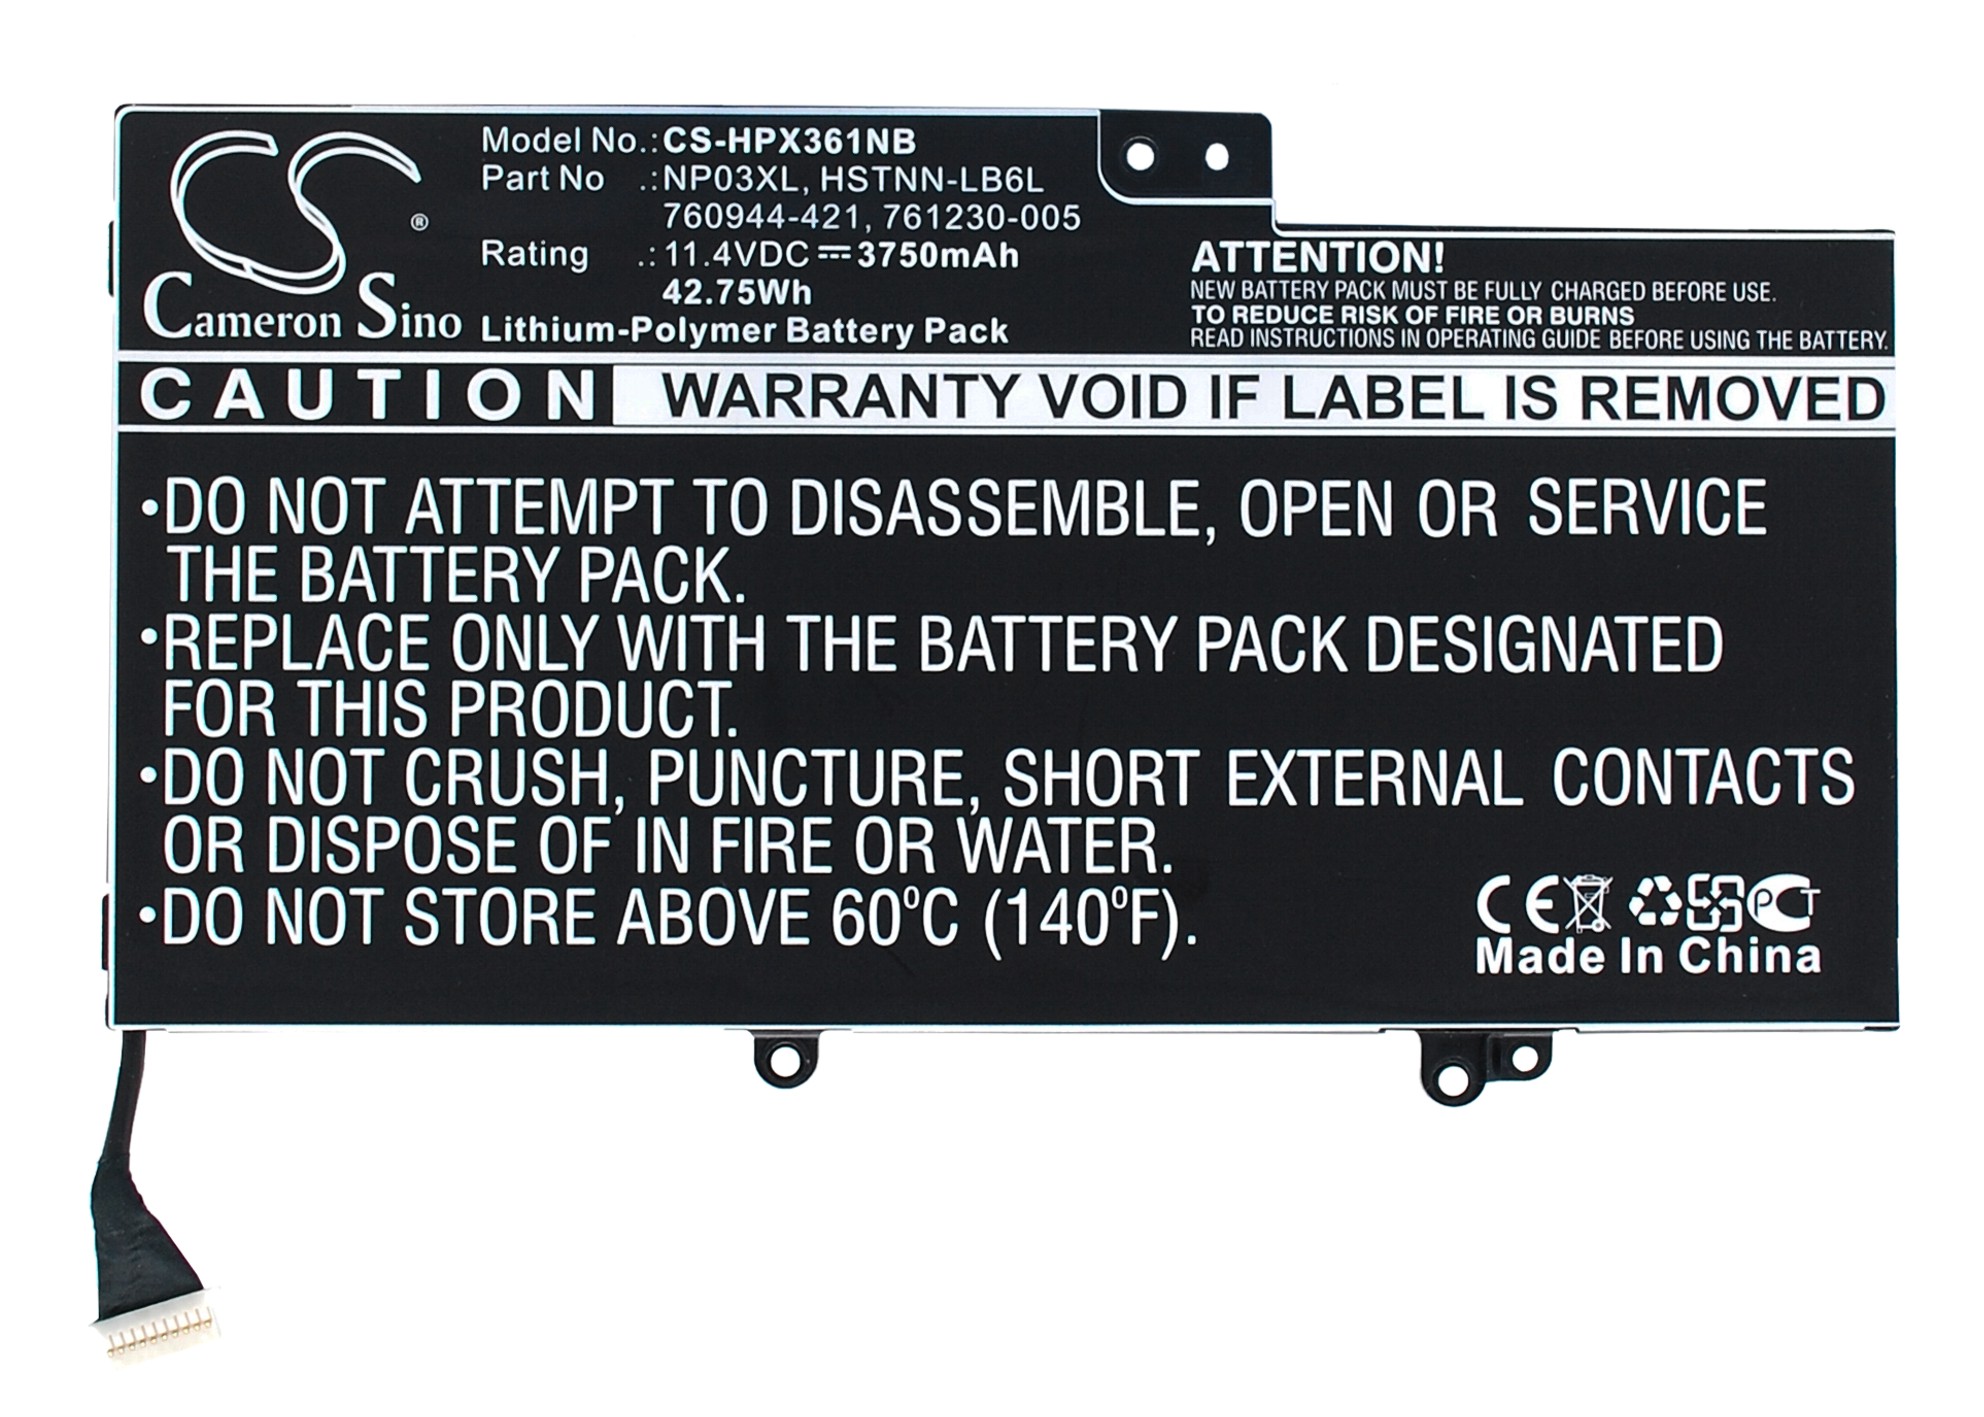 CS ®
Cameron Sino
Model No.:CS-HPX361NB
Part No .:NP03XL, HSTNN-LB6L
760944-421, 761230-005
Rating .:11.4VDC ⎓ 3750mAh
42.75Wh
Lithium-Polymer Battery Pack
ATTENTION!
NEW BATTERY PACK MUST BE FULLY CHARGED BEFORE USE.
TO REDUCE RISK OF FIRE OR BURNS
READ INSTRUCTIONS IN OPERATING GUIDE BEFORE USING THE BATTERY.
CAUTION WARRANTY VOID IF LABEL IS REMOVED
•DO NOT ATTEMPT TO DISASSEMBLE, OPEN OR SERVICE
THE BATTERY PACK.
•REPLACE ONLY WITH THE BATTERY PACK DESIGNATED
FOR THIS PRODUCT.
•DO NOT CRUSH, PUNCTURE, SHORT EXTERNAL CONTACTS
OR DISPOSE OF IN FIRE OR WATER.
•DO NOT STORE ABOVE 60°C (140°F).
CE PCT
Made In China